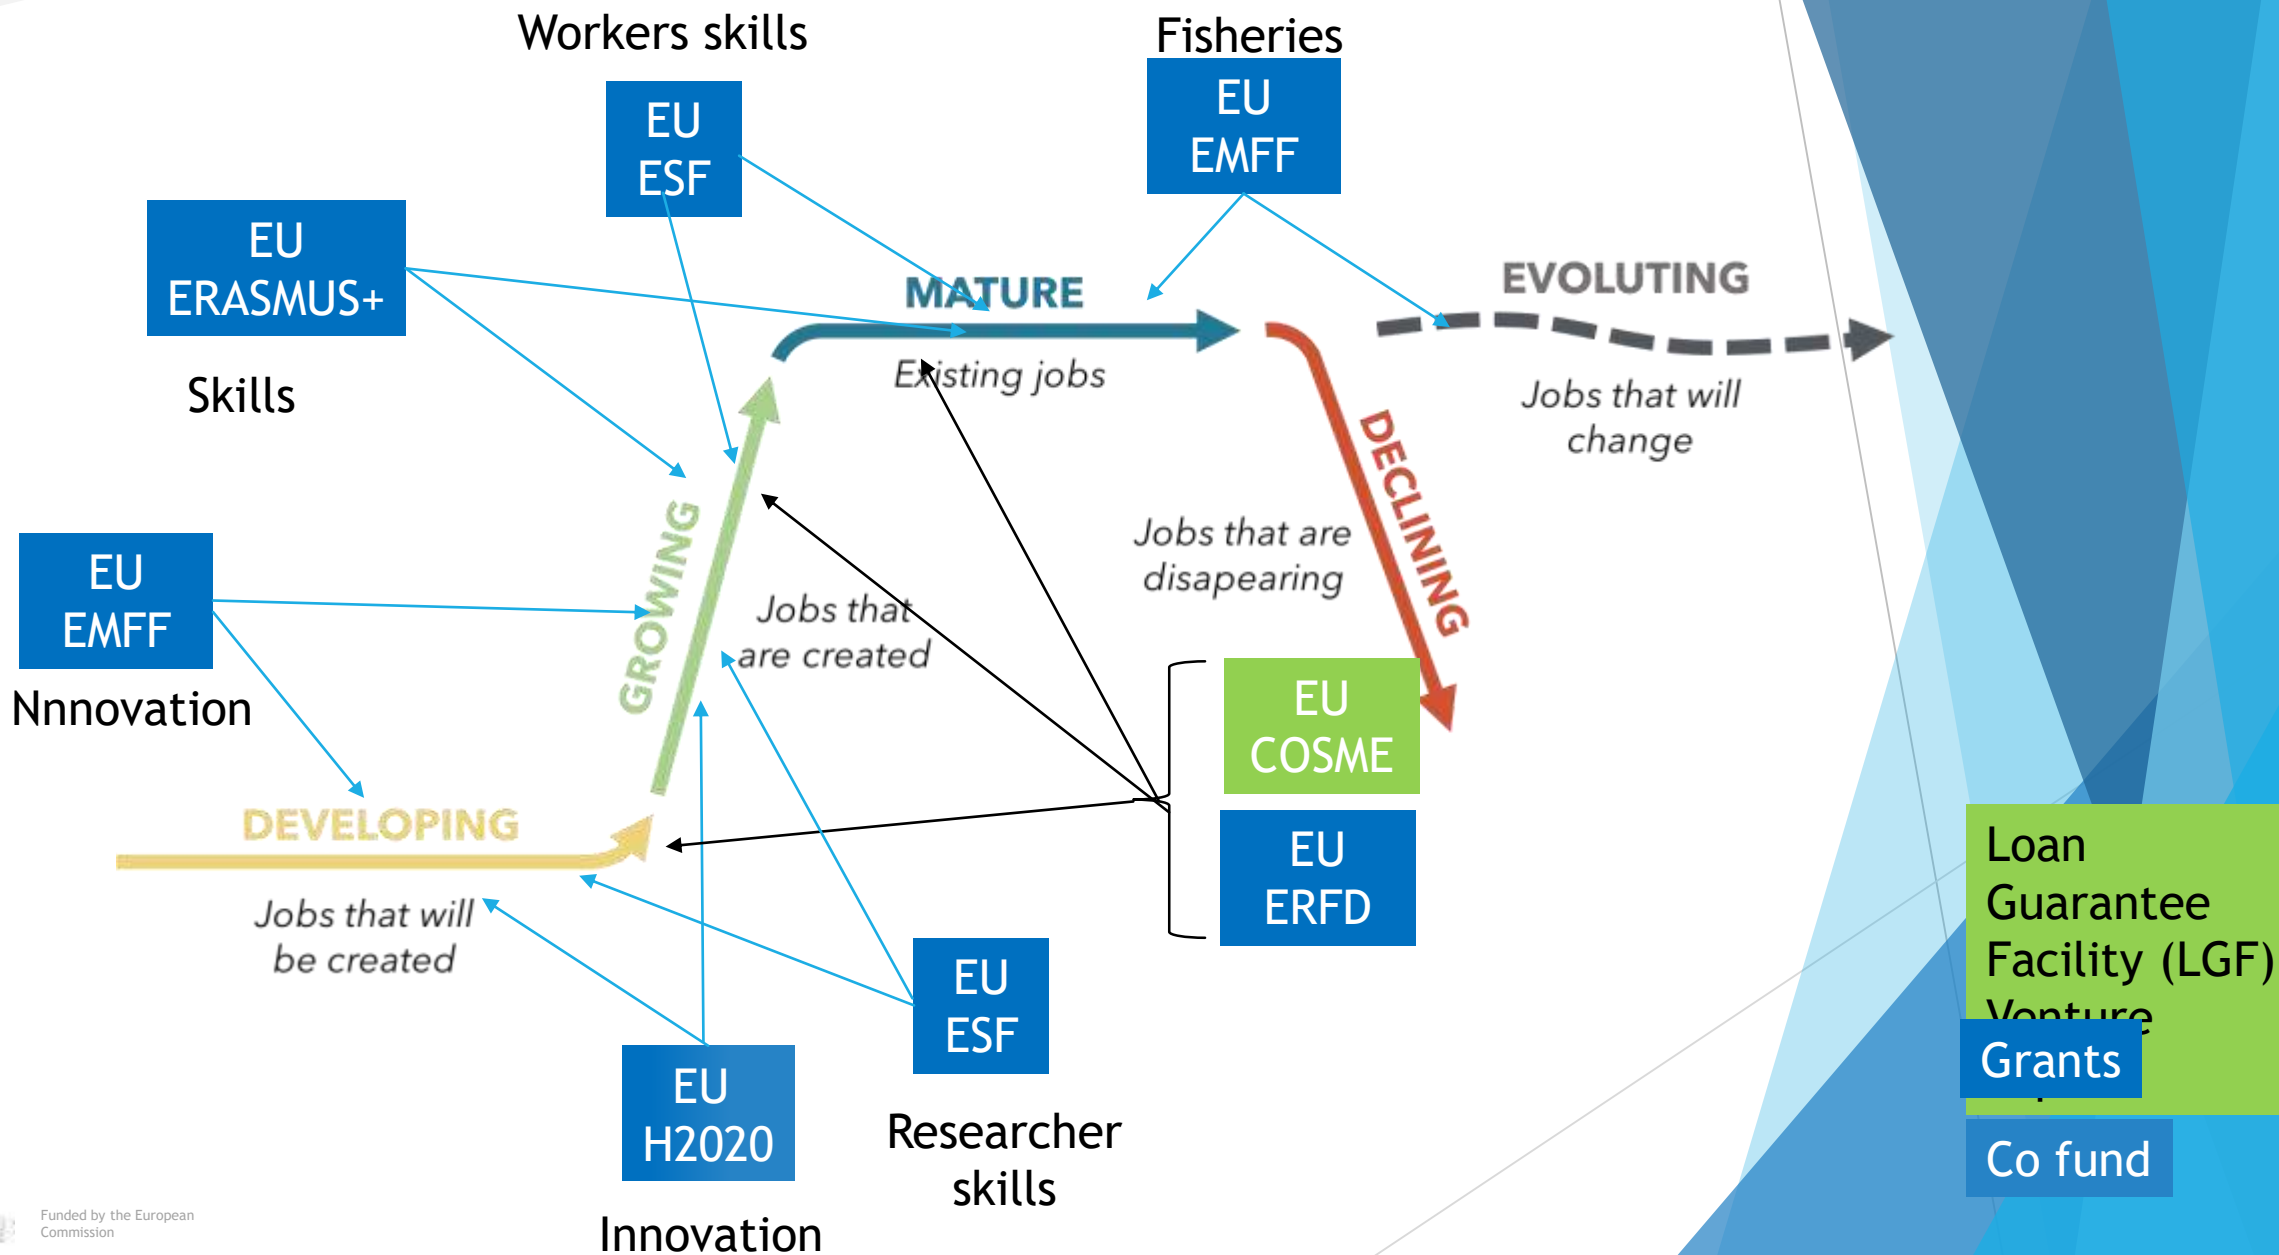 Workers skills
Fisheries
EU
ESF
EU
EMFF
EU
ERASMUS+
Skills
MATURE
Existing jobs
EVOLUTING
Jobs that will
change
DECLINING
Jobs that are
disapearing
EU
EMFF
Nnnovation
GROWING
Jobs that
are created
EU
COSME
EU
ERFD
DEVELOPING
Jobs that will
be created
EU
ESF
Researcher
skills
EU
H2020
Innovation
Loan
Guarantee
Facility (LGF)
Venture
Grants
Co fund
Funded by the European
Commission